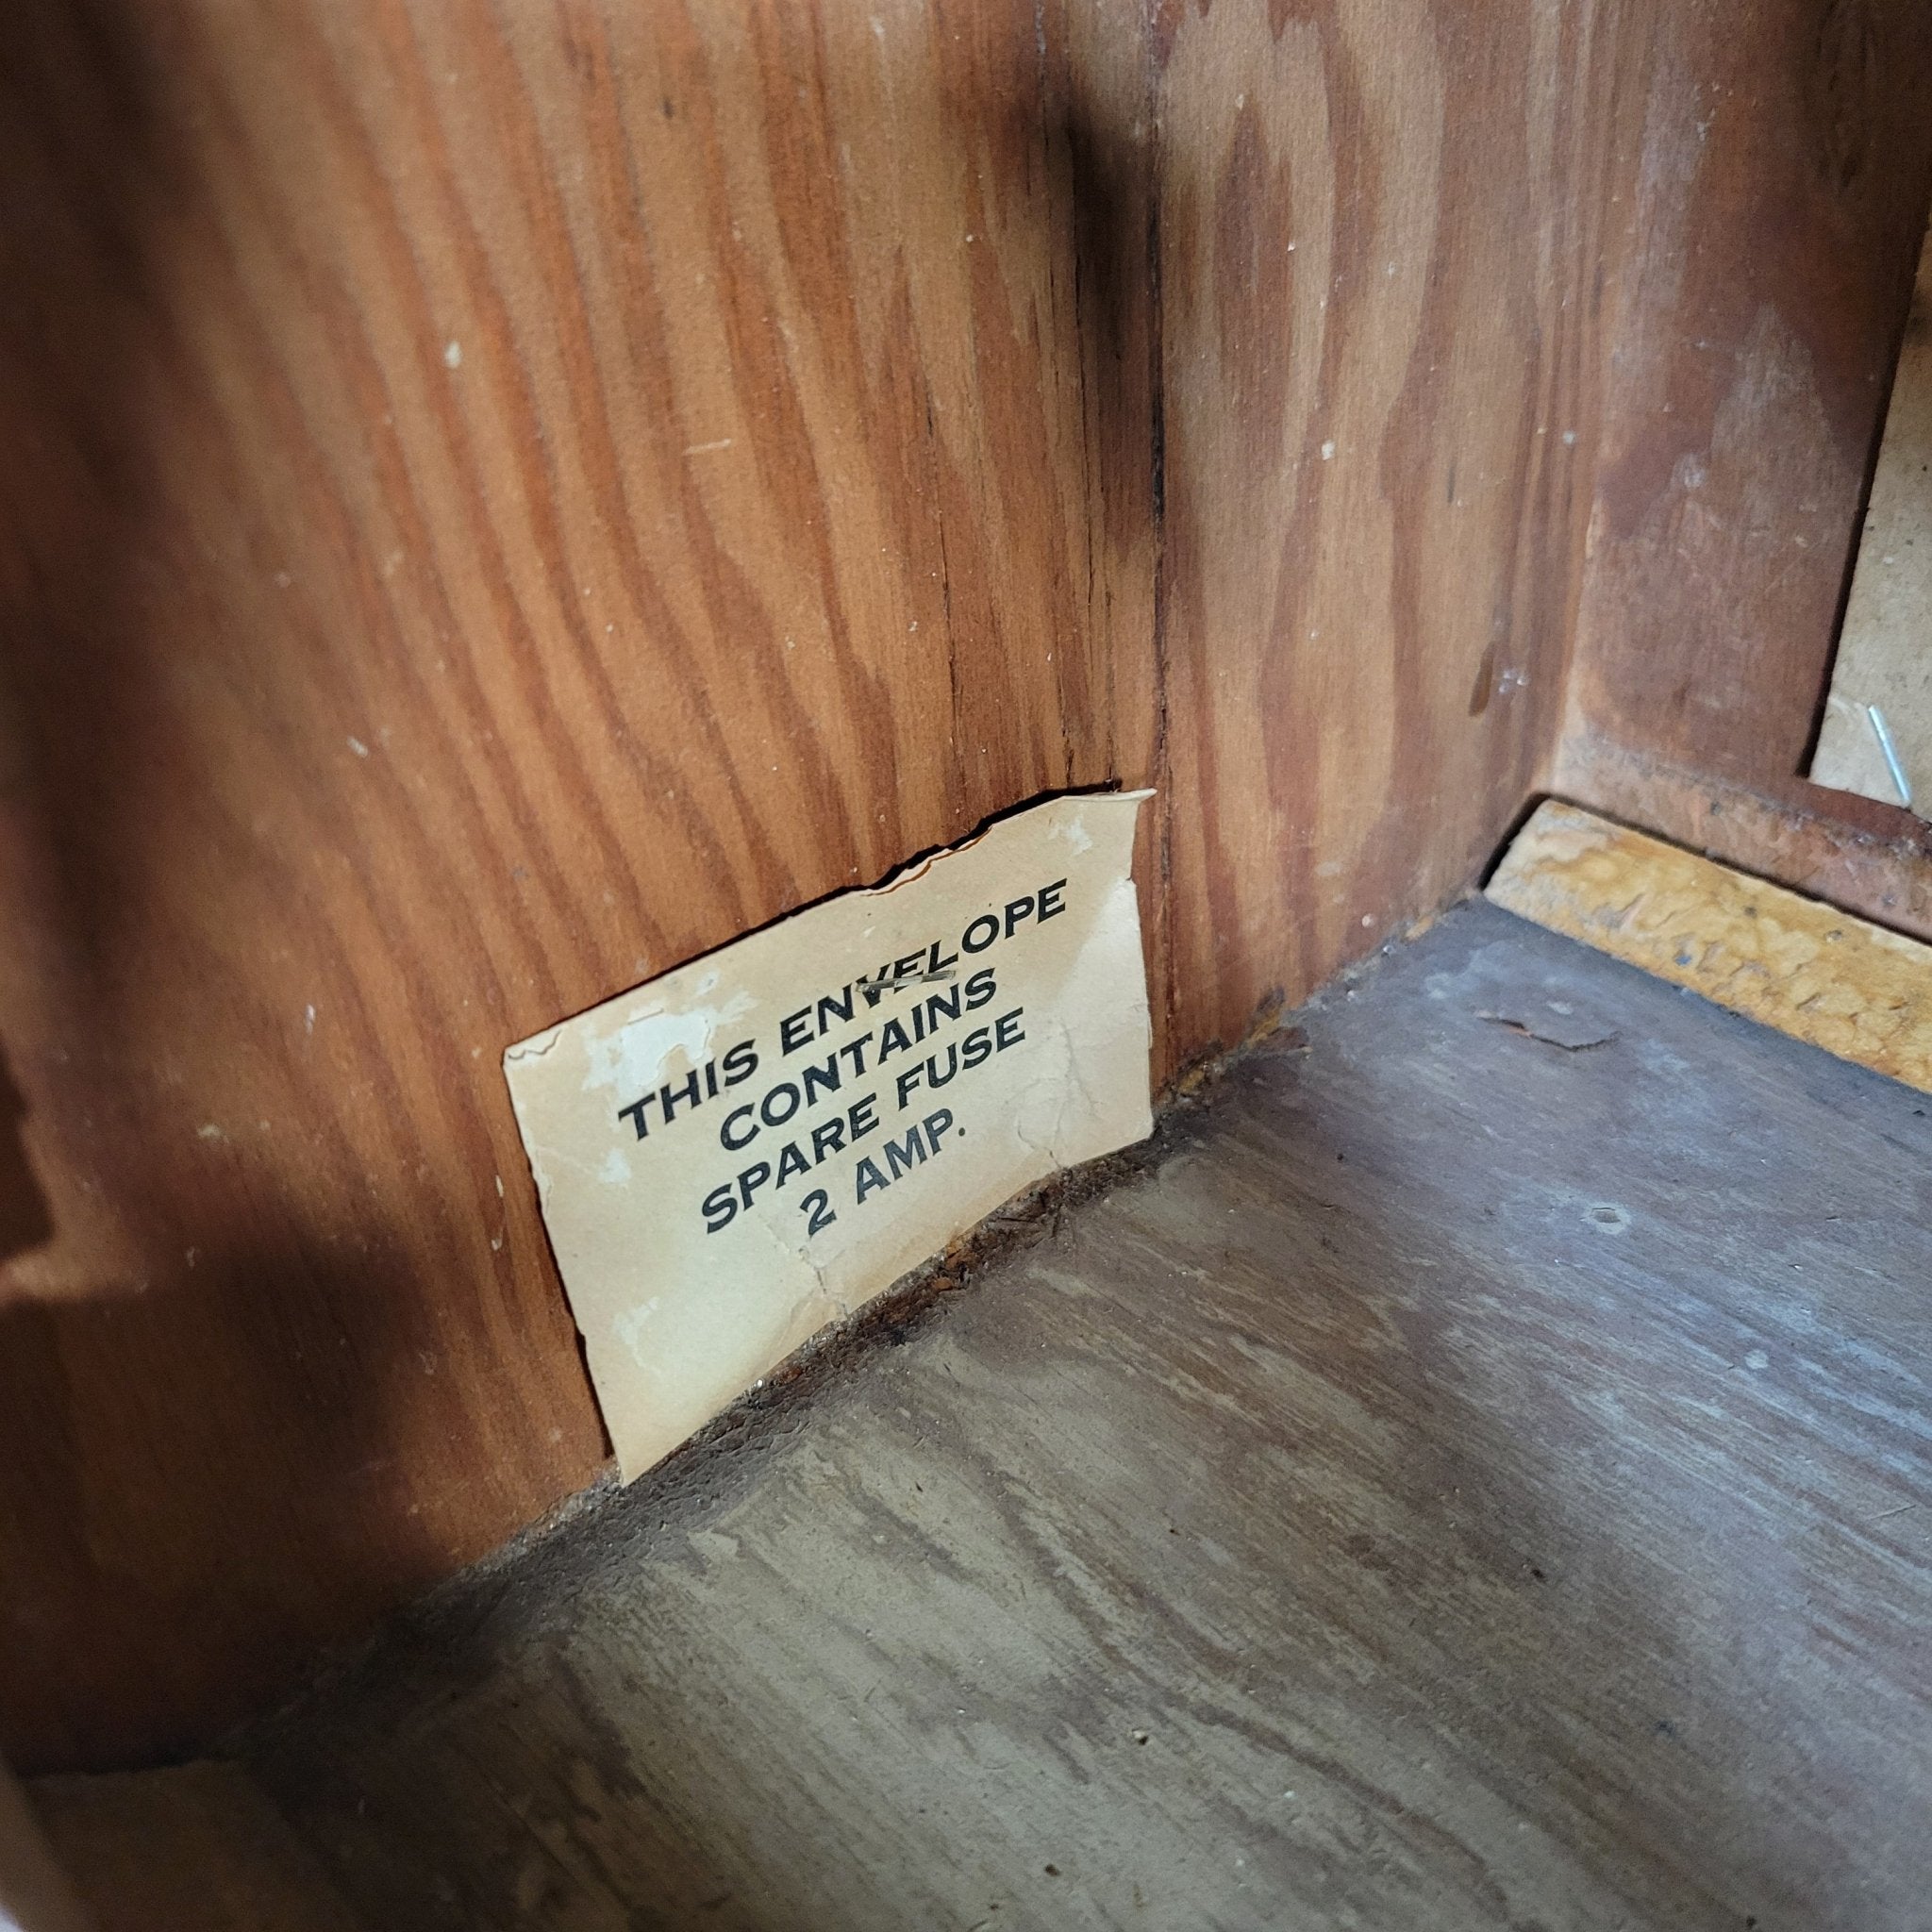 THIS ENVELOPE
CONTAINS
SPARE FUSE
2 AMP.